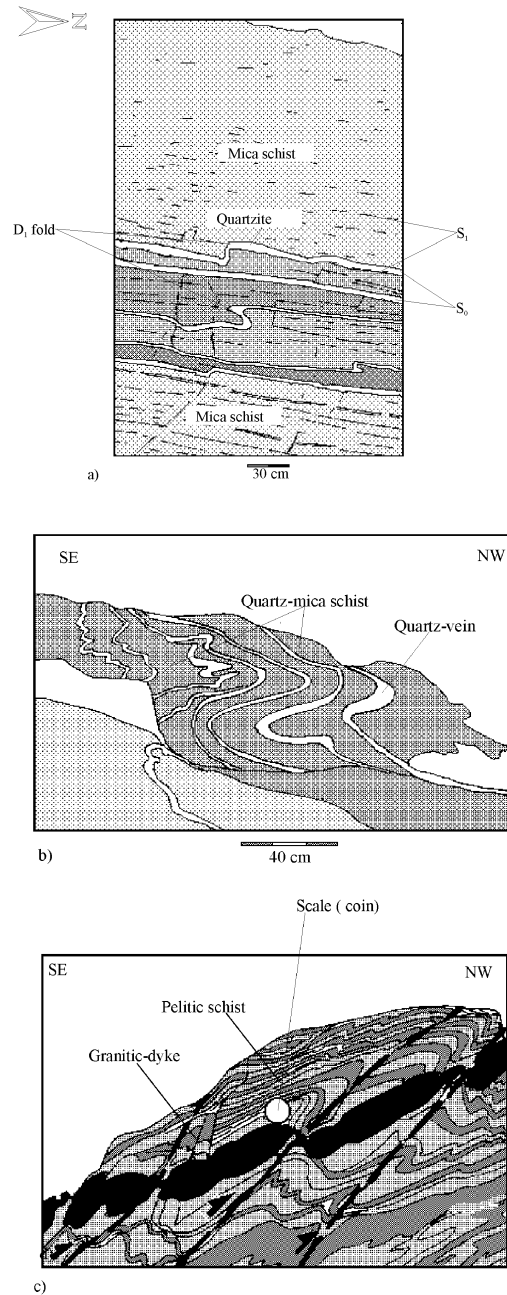 N
Mica schist
Quartzite
D₁ fold
S₁
S₀
Mica schist
30 cm
a)
SE
NW
Quartz-mica schist
Quartz-vein
40 cm
b)
Scale ( coin)
SE
NW
Pelitic schist
Granitic-dyke
c)